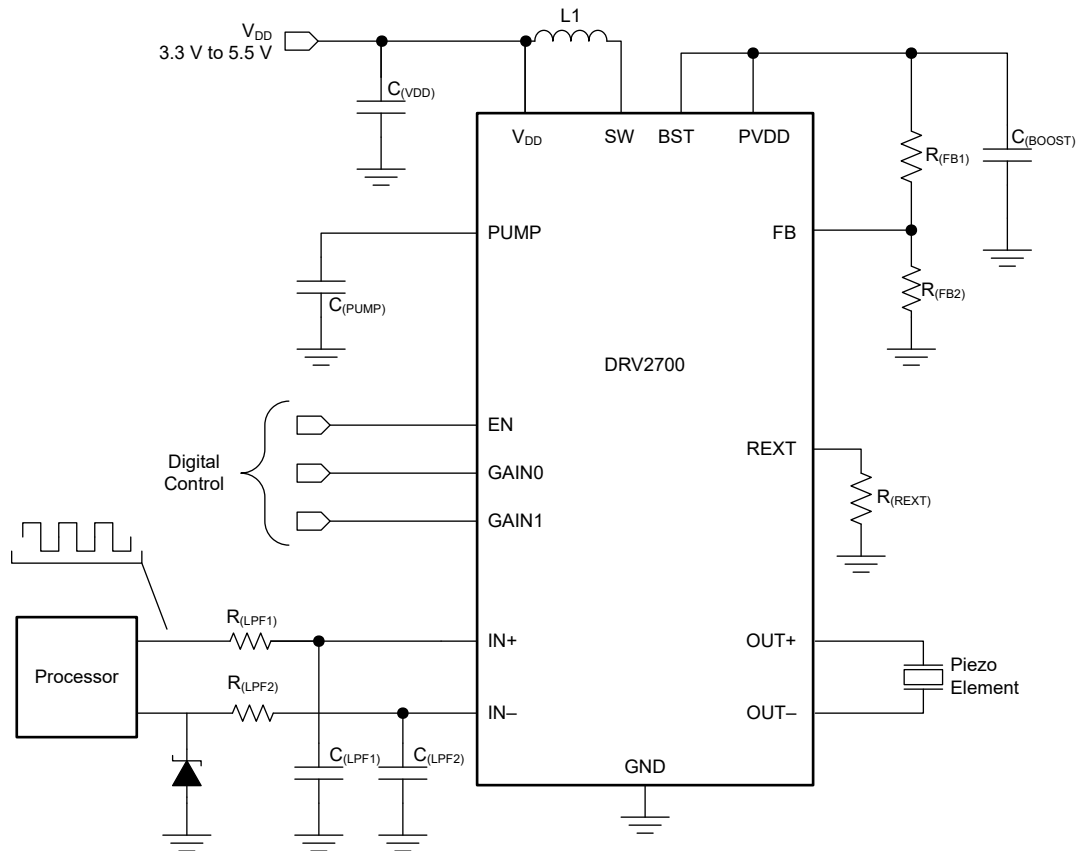 L1
V_DD
3.3 V to 5.5 V
C_(VDD)
V_DD SW BST PVDD
R_(FB1)
C_(BOOST)
PUMP
FB
C_(PUMP)
R_(FB2)
DRV2700
EN
REXT
Digital
Control
GAIN0
R_(REXT)
GAIN1
R_(LPF1)
IN+
OUT+
Processor
R_(LPF2)
Piezo
Element
IN–
OUT–
C_(LPF1)
C_(LPF2)
GND